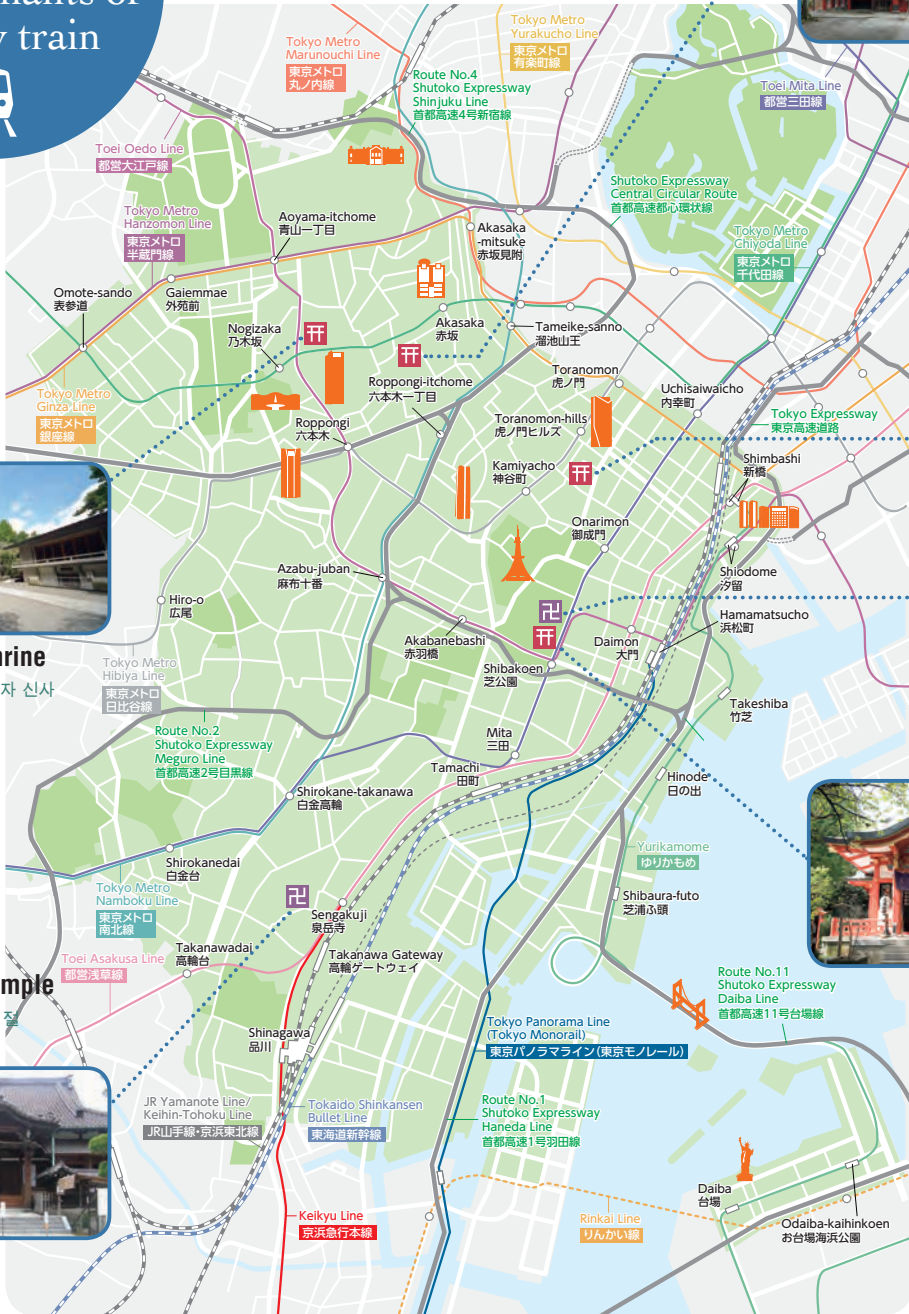 y train
Tokyo Metro
Marunouchi Line
東京メトロ
丸ノ内線
Tokyo Metro
Yurakucho Line
東京メトロ
有楽町線
Route No.4
Shutoko Expressway
Shinjuku Line
首都高速4号新宿線
Toei Mita Line
都営三田線
Toei Oedo Line
都営大江戸線
Shutoko Expressway
Central Circular Route
首都高速都心環状線
Tokyo Metro
Hanzomon Line
東京メトロ
半蔵門線
Aoyama-itchome
青山一丁目
Akasaka
-mitsuke
赤坂見附
Tokyo Metro
Chiyoda Line
東京メトロ
千代田線
Omote-sando
表参道
Gaiemmae
外苑前
Nogizaka
乃木坂
Akasaka
赤坂
Tameike-sanno
溜池山王
Roppongi-itchome
六本木一丁目
Toranomon
虎ノ門
Uchisaiwaicho
内幸町
Tokyo Metro
Ginza Line
東京メトロ
銀座線
Roppongi
六本木
Toranomon-hills
虎ノ門ヒルズ
Tokyo Expressway
東京高速道路
Kamiyacho
神谷町
Shimbashi
新橋
Onarimon
御成門
Azabu-juban
麻布十番
Shiodome
汐留
Hiro-o
広尾
Hamamatsucho
浜松町
Akabanebashi
赤羽橋
Daimon
大門
Shibakoen
芝公園
rine
자 신사
Tokyo Metro
Hibiya Line
東京メトロ
日比谷線
Takeshiba
竹芝
Route No.2
Shutoko Expressway
Meguro Line
首都高速2号目黒線
Mita
三田
Tamachi
田町
Hinode
日の出
Shirokane-takanawa
白金高輪
Yurikamome
ゆりかもめ
Shirokanedai
白金台
Tokyo Metro
Namboku Line
東京メトロ
南北線
Shibaura-futo
芝浦ふ頭
Sengakuji
泉岳寺
Takanawadai
高輪台
Takanawa Gateway
高輪ゲートウェイ
Toei Asakusa Line
都営浅草線
mple
절
Route No.11
Shutoko Expressway
Daiba Line
首都高速11号台場線
Shinagawa
品川
Tokyo Panorama Line
(Tokyo Monorail)
東京パノラマライン(東京モノレール)
JR Yamanote Line/
Keihin-Tohoku Line
JR山手線・京浜東北線
Tokaido Shinkansen
Bullet Line
東海道新幹線
Route No.1
Shutoko Expressway
Haneda Line
首都高速1号羽田線
Keikyu Line
京浜急行本線
Rinkai Line
りんかい線
Daiba
台場
Odaiba-kaihinkoen
お台場海浜公園